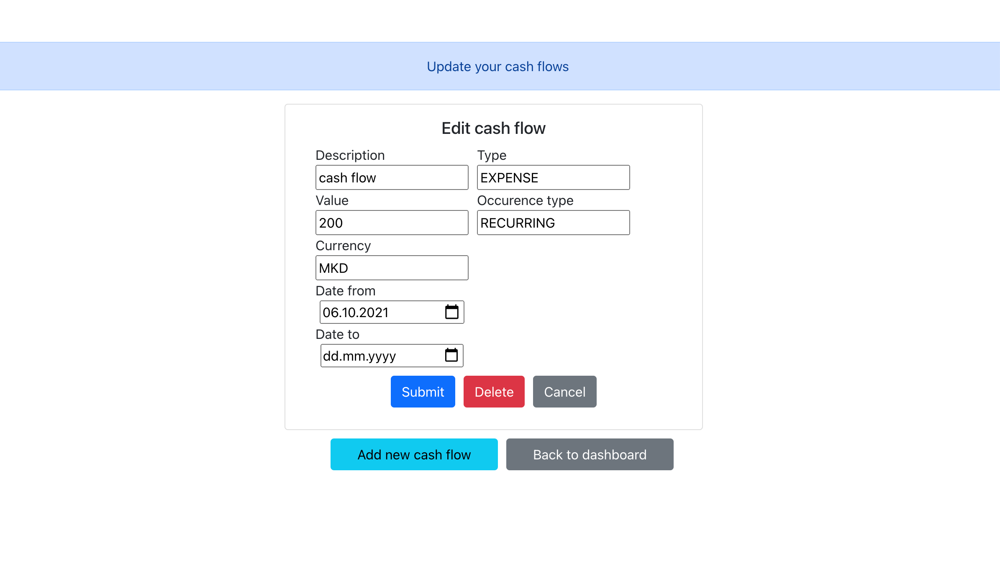 Update your cash flows
Edit cash flow
Description Type
cash flow EXPENSE
Value Occurence type
200 RECURRING
Currency
MKD
Date from
06.10.2021
Date to
dd.mm.yyyy
Submit Delete Cancel
Add new cash flow Back to dashboard